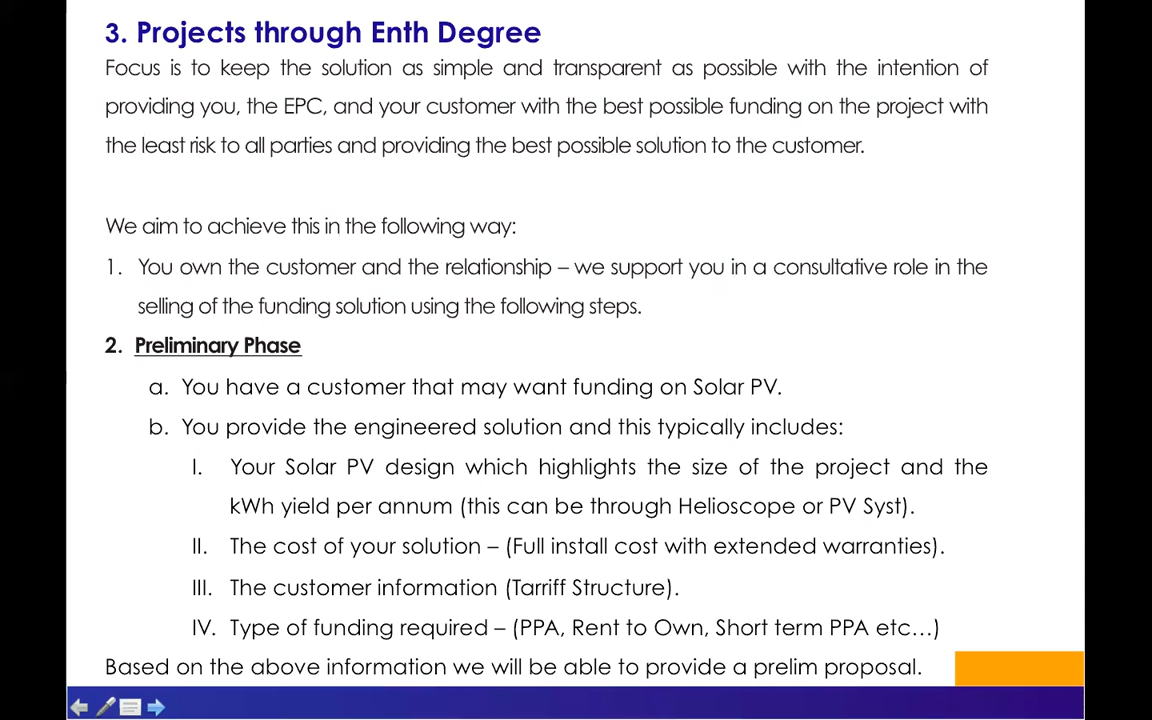 3. Projects through Enth Degree
Focus is to keep the solution as simple and transparent as possible with the intention of
providing you, the EPC, and your customer with the best possible funding on the project with
the least risk to all parties and providing the best possible solution to the customer.
We aim to achieve this in the following way:
1. You own the customer and the relationship – we support you in a consultative role in the
selling of the funding solution using the following steps.
2. Preliminary Phase
a. You have a customer that may want funding on Solar PV.
b. You provide the engineered solution and this typically includes:
I. Your Solar PV design which highlights the size of the project and the
kWh yield per annum (this can be through Helioscope or PV Syst).
II. The cost of your solution – (Full install cost with extended warranties).
III. The customer information (Tarriff Structure).
IV. Type of funding required – (PPA, Rent to Own, Short term PPA etc…)
Based on the above information we will be able to provide a prelim proposal.